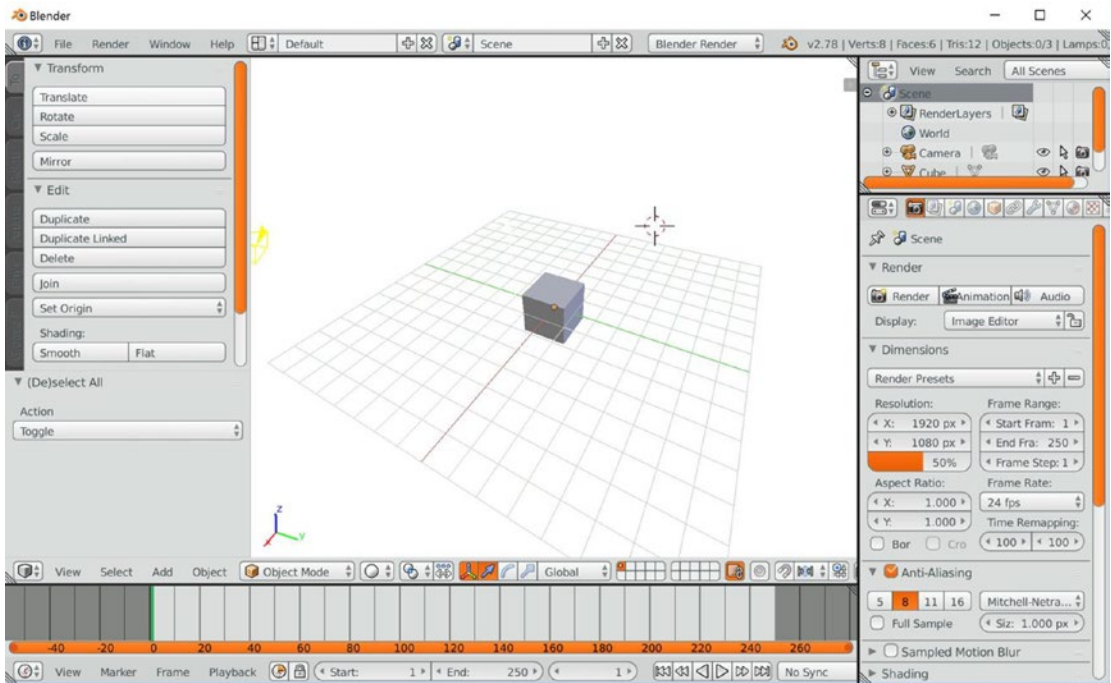 Blender
File Render Window Help Default Scene Blender Render v2.78 | Verts:8 | Faces:6 | Tris:12 | Objects:0/3 | Lamps:0
Transform
Translate
Rotate
Scale
Mirror
Edit
Duplicate
Duplicate Linked
Delete
Join
Set Origin
Shading:
Smooth Flat
(De)select All
Action
Toggle
z
y
x
View Select Add Object Object Mode Global
-40 -20 0 20 40 60 80 100 120 140 160 180 200 220 240 260
View Marker Frame Playback Start: 1 End: 250 1 No Sync
View Search All Scenes
Scene
RenderLayers |
World
Camera |
Cube |
Scene
Render
Render Animation Audio
Display: Image Editor
Dimensions
Render Presets
Resolution: Frame Range:
X: 1920 px Start Fram: 1
Y: 1080 px End Fra: 250
50% Frame Step: 1
Aspect Ratio: Frame Rate:
X: 1.000 24 fps
Y: 1.000 Time Remapping:
Bor Cro 100 100
Anti-Aliasing
5 8 11 16 Mitchell-Netra...
Full Sample Siz: 1.000 px
Sampled Motion Blur
Shading